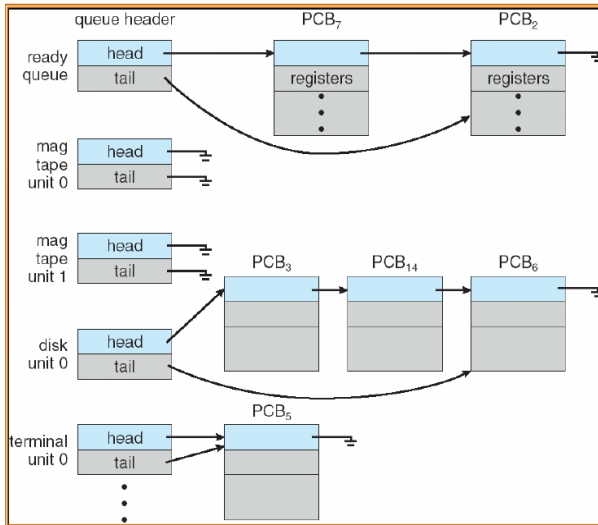 queue header PCB7 PCB2
ready queue
head
tail
registers
registers
mag tape unit 0
head
tail
mag tape unit 1
head
tail
PCB3 PCB14 PCB6
disk unit 0
head
tail
PCB5
terminal unit 0
head
tail